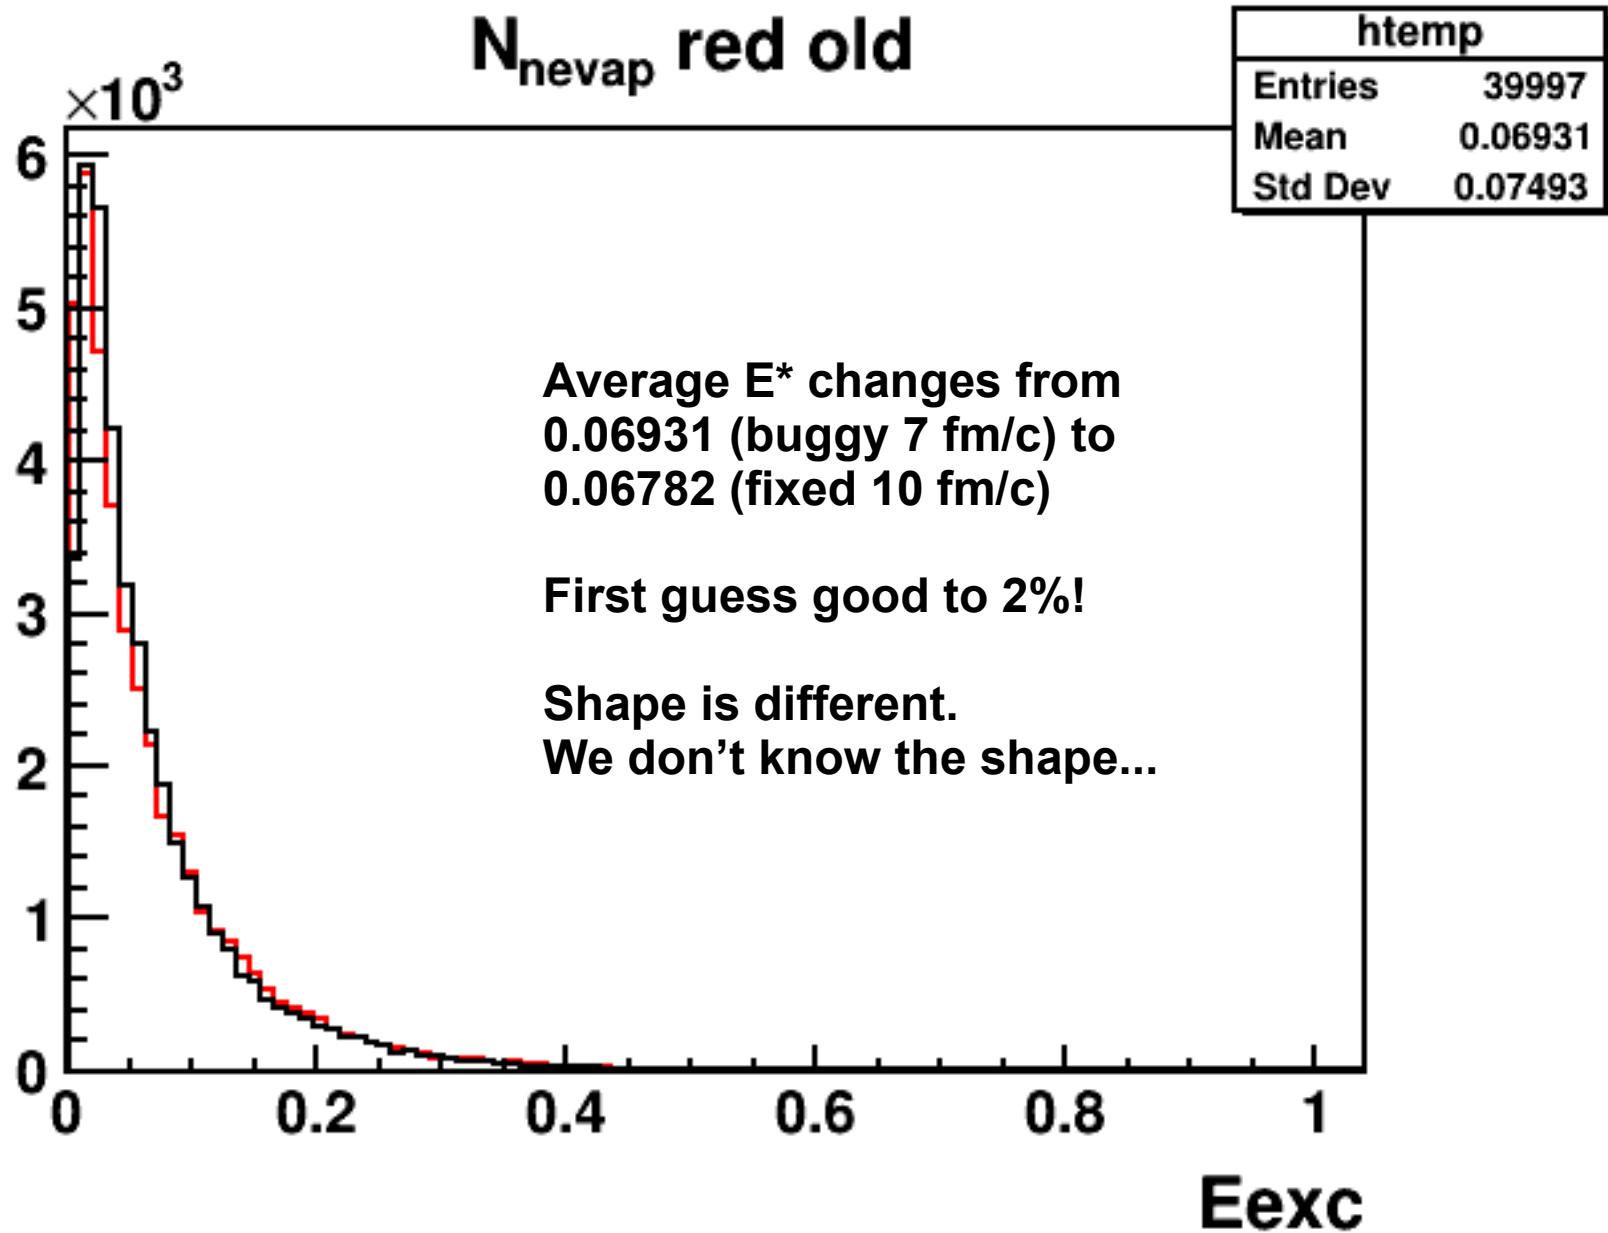 N_nevap red old
htemp
Entries 39997
Mean 0.06931
Std Dev 0.07493
×10³
6
5
4
3
2
1
0
Average E* changes from
0.06931 (buggy 7 fm/c) to
0.06782 (fixed 10 fm/c)
First guess good to 2%!
Shape is different.
We don’t know the shape...
0 0.2 0.4 0.6 0.8 1
Eexc